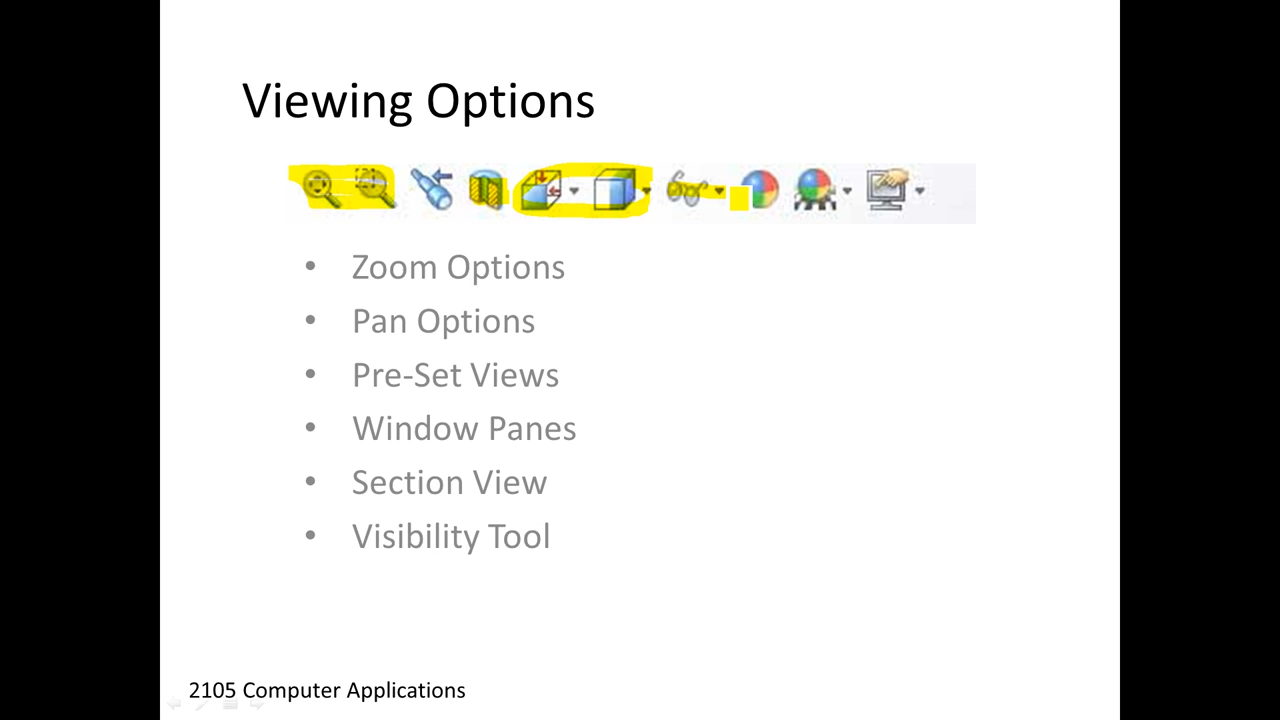 Viewing Options
• Zoom Options
• Pan Options
• Pre-Set Views
• Window Panes
• Section View
• Visibility Tool
2105 Computer Applications